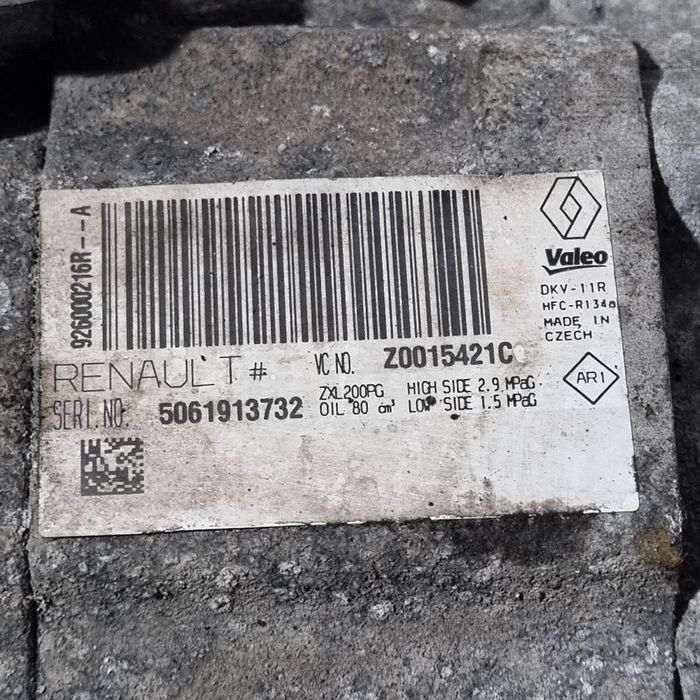 926000216R--A
Valeo
DKV-11R
HFC-R134a
MADE IN
CZECH
RENAULT #
VC NO. Z0015421C
SERI.NO. 5061913732
ZXL200PG HIGH SIDE 2.9 MPaG
OIL 80 cm³ LOW SIDE 1.5 MPaG
AR1